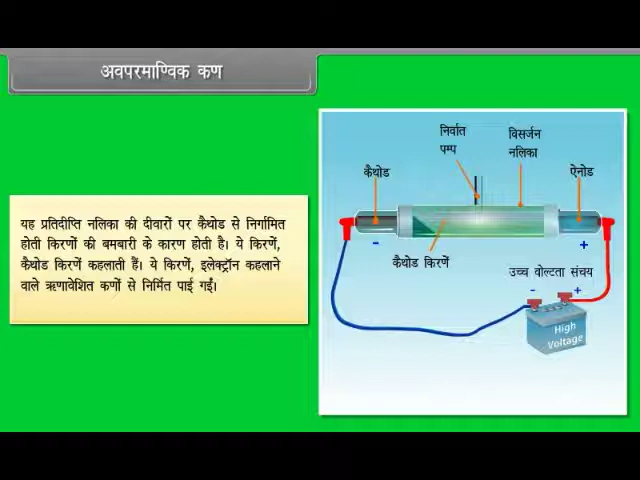 अवपरमाण्विक कण
यह प्रतिदीप्ति नलिका की दीवारों पर कैथोड से निर्गामित
होती किरणों की बमबारी के कारण होती है। ये किरणें,
कैथोड किरणें कहलाती हैं। ये किरणें, इलेक्ट्रॉन कहलाने
वाले ऋणावेशित कणों से निर्मित पाई गईं।
निर्वात
पम्प
विसर्जन
नलिका
कैथोड
ऐनोड
-
+
कैथोड किरणें
उच्च वोल्टता संचय
-
+
High
Voltage